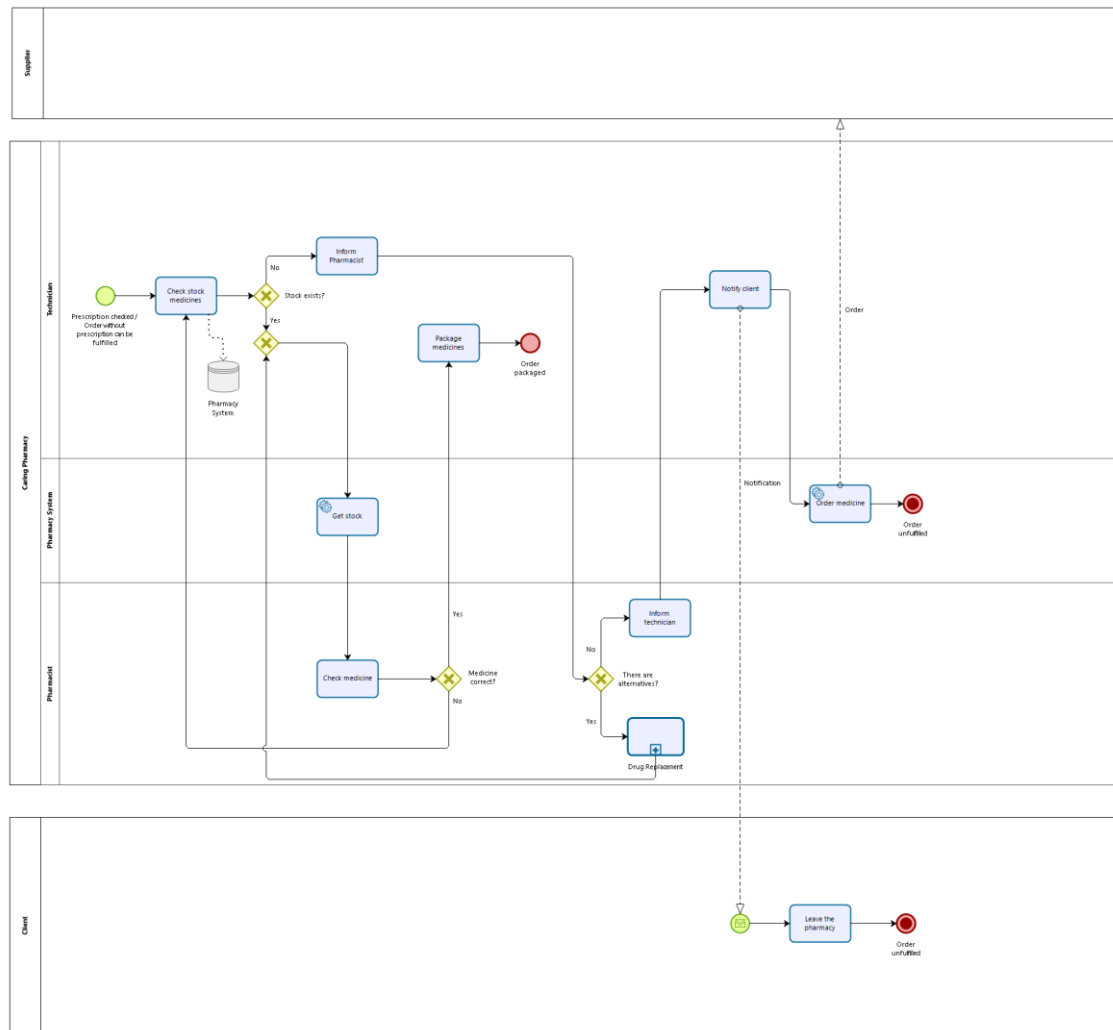 Supplier
Caring Pharmacy
Technician
Inform
Pharmacist
No
Check stock
medicines
Stock exists?
Notify client
Order
Prescription checked /
Order without
prescription can be
fulfilled
Yes
Package
medicines
Order
packaged
Pharmacy
System
Pharmacy System
Notification
Get stock
Order medicine
Order
unfulfilled
Pharmacist
Yes
Inform
technician
No
Check medicine
Medicine
correct?
No
There are
alternatives?
Yes
Drug Replacement
Client
Leave the
pharmacy
Order
unfulfilled